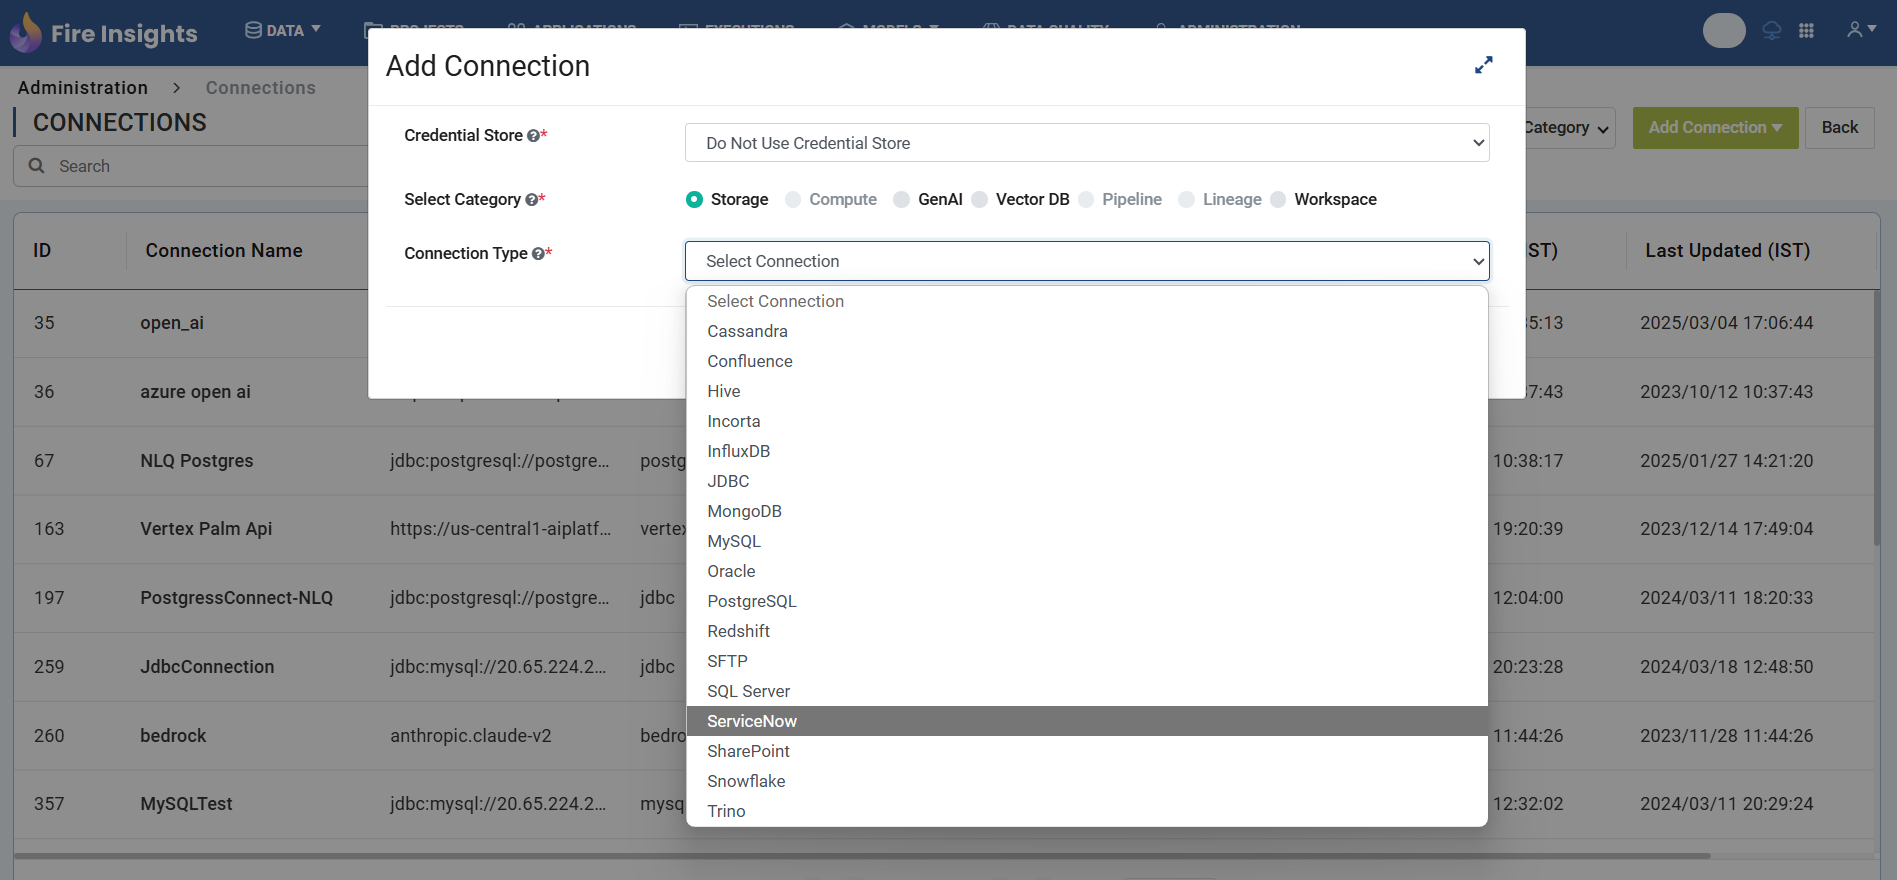 Fire Insights
DATA
PROJECTS
APPLICATIONS
EXECUTIONS
MODELS
DATA QUALITY
ADMINISTRATION
Administration > Connections
CONNECTIONS
Search
Category
Add Connection
Back
Add Connection
Credential Store ?*
Do Not Use Credential Store
Select Category ?*
Storage Compute GenAI Vector DB Pipeline Lineage Workspace
Connection Type ?*
Select Connection
Select Connection
Cassandra
Confluence
Hive
Incorta
InfluxDB
JDBC
MongoDB
MySQL
Oracle
PostgreSQL
Redshift
SFTP
SQL Server
ServiceNow
SharePoint
Snowflake
Trino
ID Connection Name ST) Last Updated (IST)
35 open_ai 35:13 2025/03/04 17:06:44
36 azure open ai 37:43 2023/10/12 10:37:43
67 NLQ Postgres jdbc:postgresql://postgre... postg 10:38:17 2025/01/27 14:21:20
163 Vertex Palm Api https://us-central1-aiplatf... vertex 19:20:39 2023/12/14 17:49:04
197 PostgressConnect-NLQ jdbc:postgresql://postgre... jdbc 12:04:00 2024/03/11 18:20:33
259 JdbcConnection jdbc:mysql://20.65.224.2... jdbc 20:23:28 2024/03/18 12:48:50
260 bedrock anthropic.claude-v2 bedro 11:44:26 2023/11/28 11:44:26
357 MySQLTest jdbc:mysql://20.65.224.2... mysq 12:32:02 2024/03/11 20:29:24